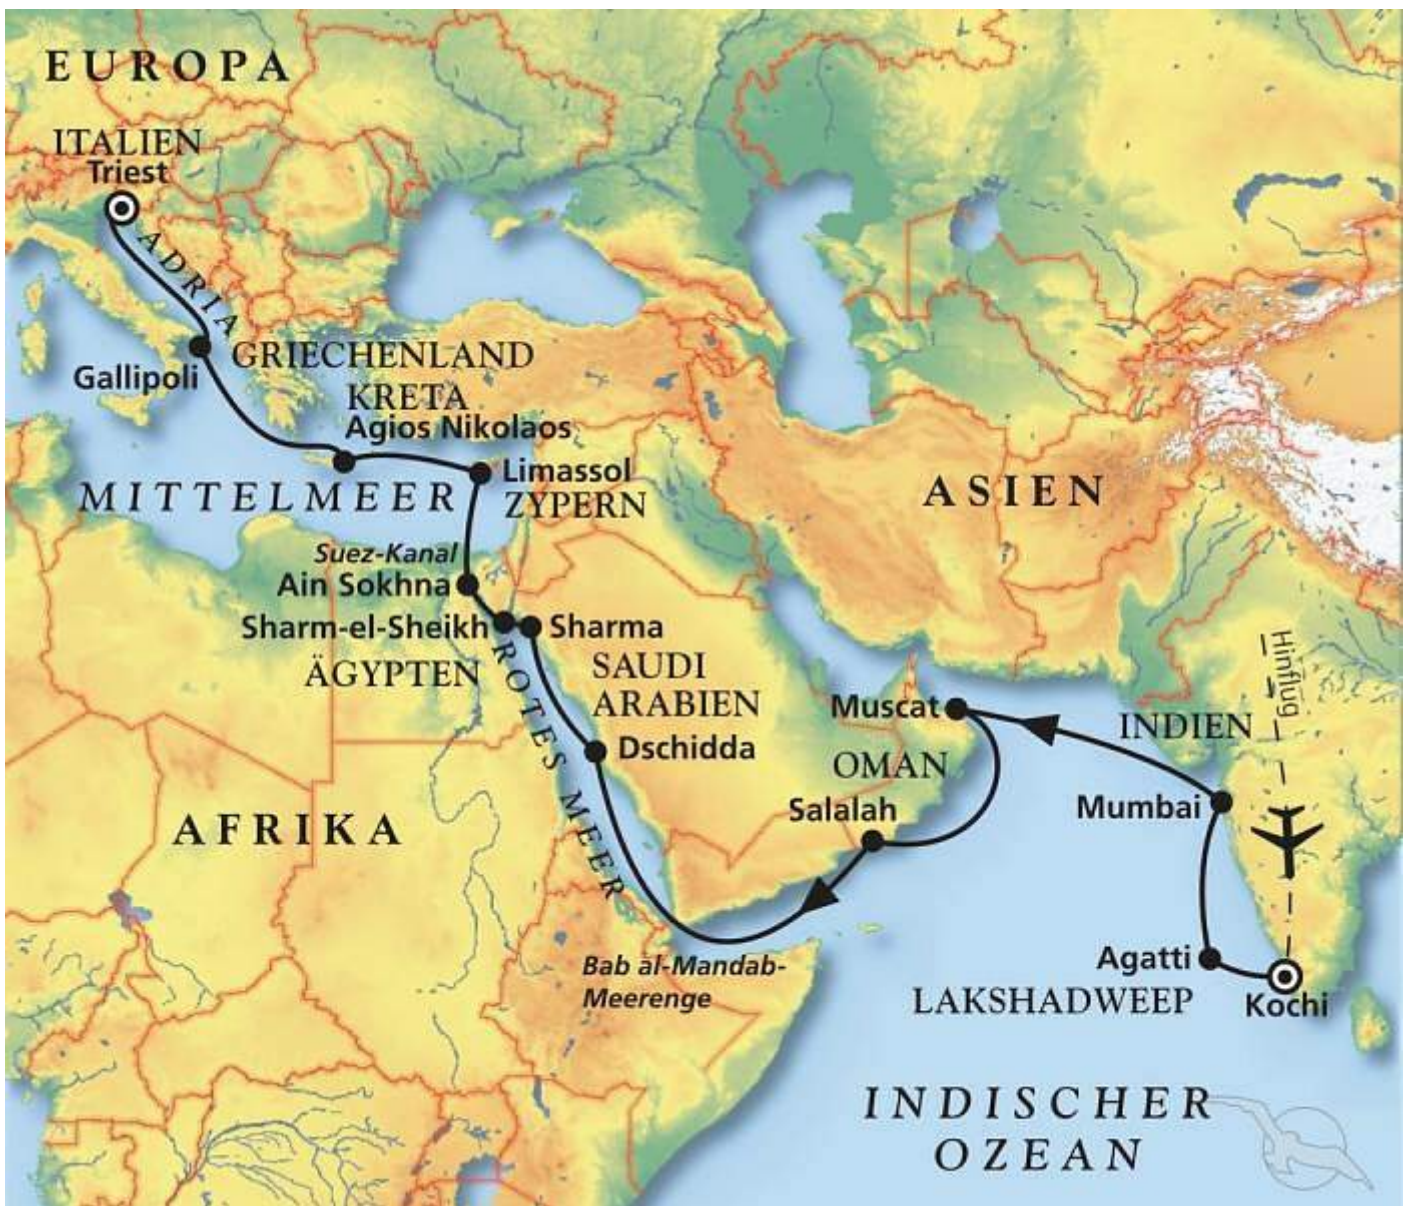 EUROPA
ITALIEN
Triest
ADRIA
GRIECHENLAND
Gallipoli
KRETA
Agios Nikolaos
Limassol
ZYPERN
MITTELMEER
ASIEN
Suez-Kanal
Ain Sokhna
Sharm-el-Sheikh
Sharma
ÄGYPTEN
SAUDI
ARABIEN
ROTES MEER
Hinflug
Muscat
INDIEN
Dschidda
OMAN
Salalah
Mumbai
AFRIKA
Agatti
Bab al-Mandab-
Meerenge
LAKSHADWEEP
Kochi
INDISCHER
OZEAN